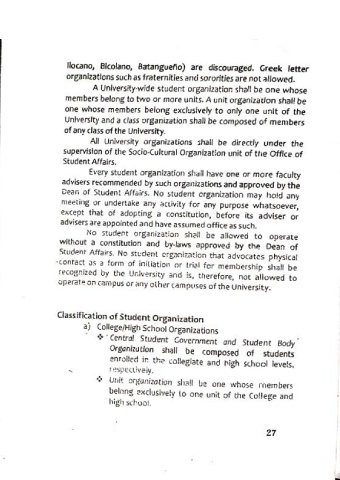 Ilocano, Bicolano, Batangueño) are discouraged. Greek letter
organizations such as fraternities and sororities are not allowed.
A University-wide student organization shall be one whose
members belong to two or more units. A unit organization shall be
one whose members belong exclusively to only one unit of the
University and a class organization shall be composed of members
of any class of the University.
All University organizations shall be directly under the
supervision of the Socio-Cultural Organization unit of the Office of
Student Affairs.
Every student organization shall have one or more faculty
advisers recommended by such organizations and approved by the
Dean of Student Affairs. No student organization may hold any
meeting or undertake any activity for any purpose whatsoever,
except that of adopting a constitution, before its adviser or
advisers are appointed and have assumed office as such.
No student organization shall be allowed to operate
without a constitution and by-laws approved by the Dean of
Student Affairs. No student organization that advocates physical
contact as a form of initiation or trial for membership shall be
recognized by the University and is, therefore, not allowed to
operate on campus or any other campuses of the University.
Classification of Student Organization
a) College/High School Organizations
❖ Central Student Government and Student Body
Organization shall be composed of students
enrolled in the collegiate and high school levels,
respectively.
❖ Unit organization shall be one whose members
belong exclusively to one unit of the College and
high school.
27